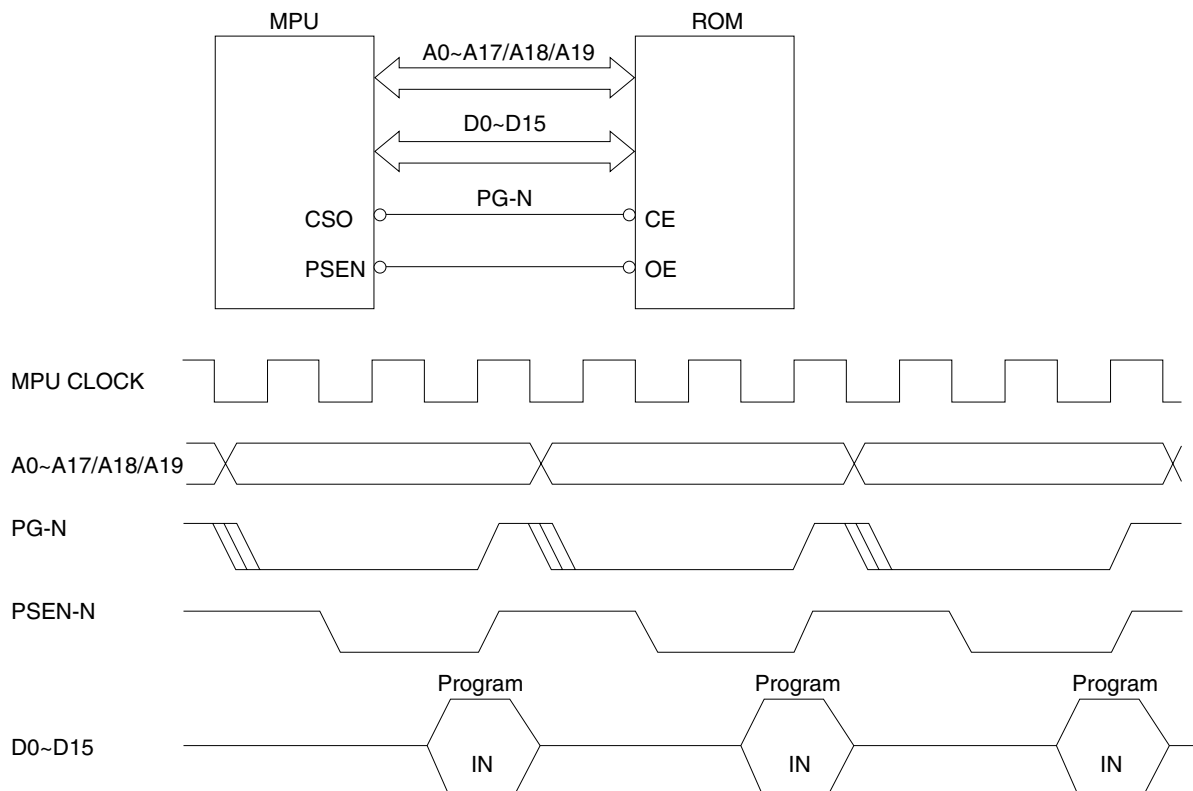 MPU
ROM
A0~A17/A18/A19
D0~D15
PG-N
CSO
CE
PSEN
OE
MPU CLOCK
A0~A17/A18/A19
PG-N
PSEN-N
Program
Program
Program
D0~D15
IN
IN
IN